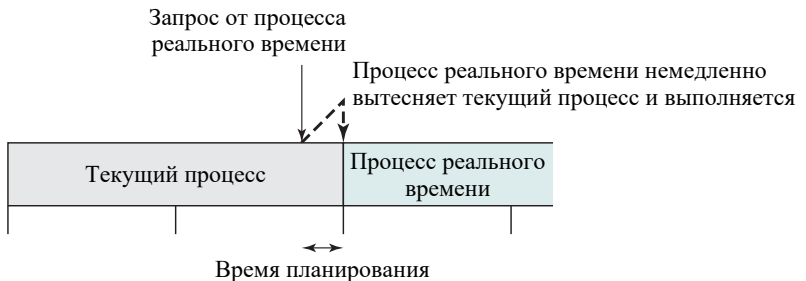 Запрос от процесса
реального времени
Процесс реального времени немедленно
вытесняет текущий процесс и выполняется
Текущий процесс
Процесс реального
времени
Время планирования